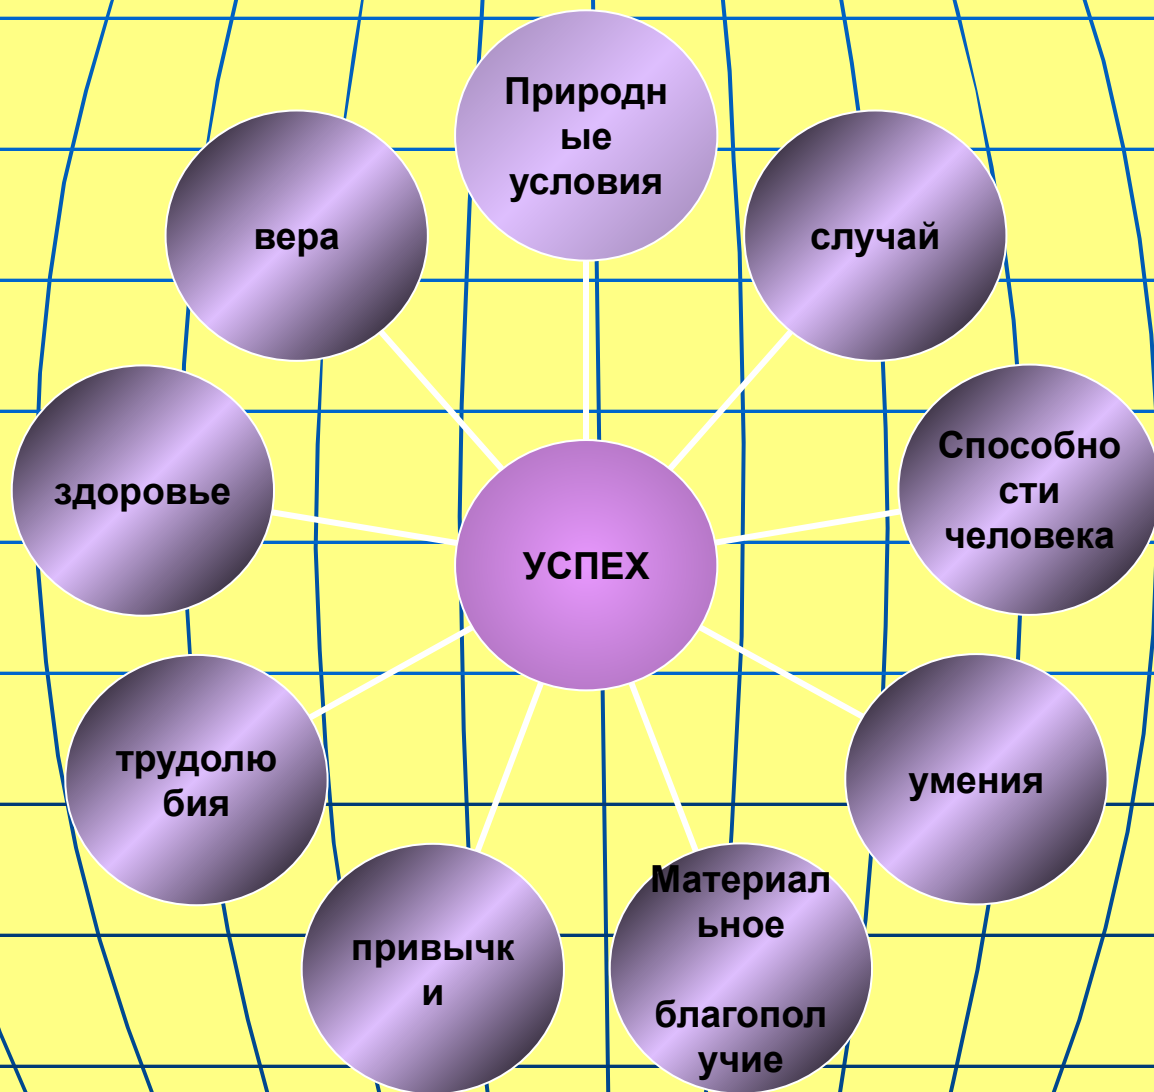 Природн
ые
условия
вера
случай
здоровье
Способно
сти
человека
УСПЕХ
трудолю
бия
умения
привычк
и
Материал
ьное
благопол
учие